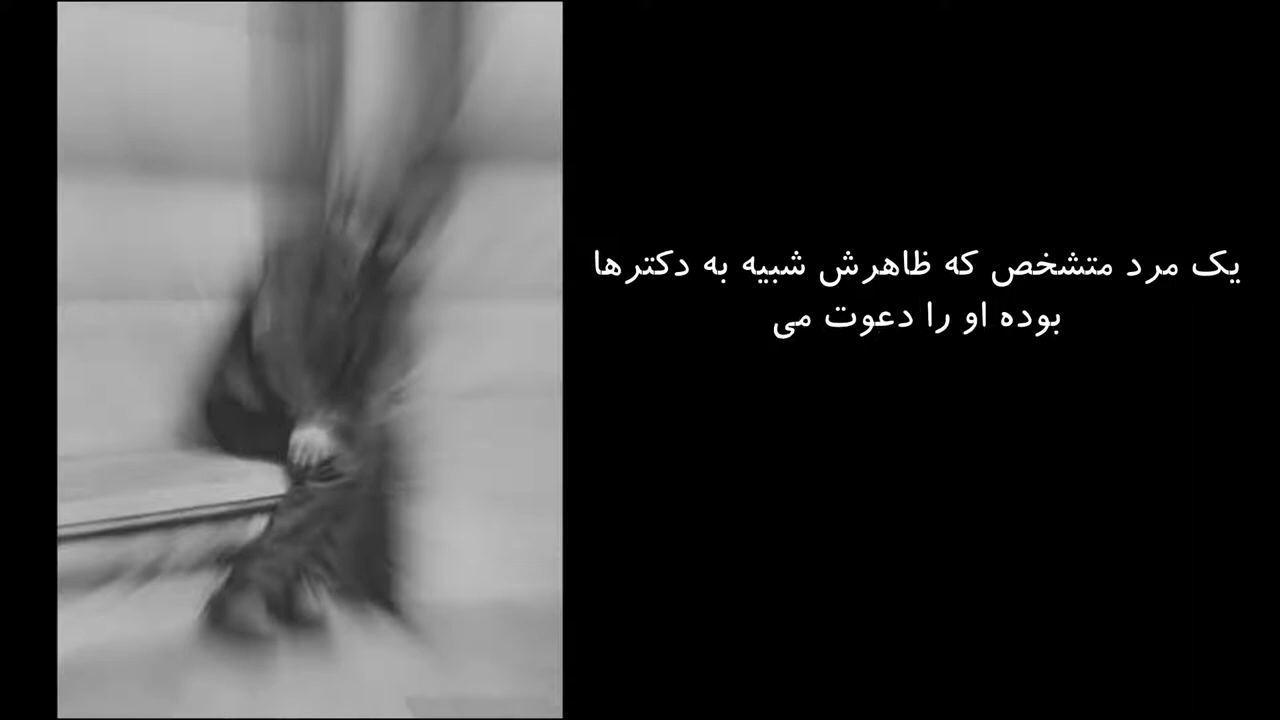 یک مرد متشخص که ظاهرش شبیه به دکترها
بوده او را دعوت می